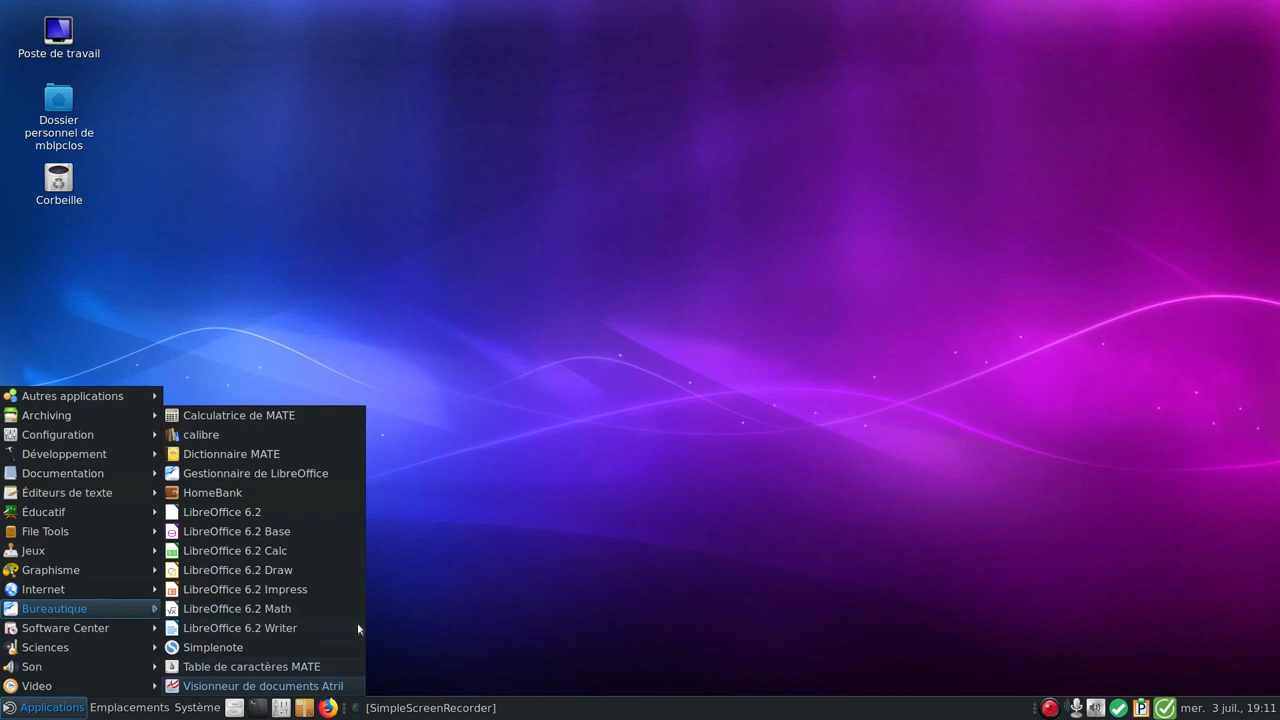 Poste de travail
Dossier
personnel de
mblpclos
Corbeille
Autres applications
Archiving
Configuration
Développement
Documentation
Éditeurs de texte
Éducatif
File Tools
Jeux
Graphisme
Internet
Bureautique
Software Center
Sciences
Son
Video
Calculatrice de MATE
calibre
Dictionnaire MATE
Gestionnaire de LibreOffice
HomeBank
LibreOffice 6.2
LibreOffice 6.2 Base
LibreOffice 6.2 Calc
LibreOffice 6.2 Draw
LibreOffice 6.2 Impress
LibreOffice 6.2 Math
LibreOffice 6.2 Writer
Simplenote
Table de caractères MATE
Visionneur de documents Atril
Applications Emplacements Système [SimpleScreenRecorder] mer. 3 juil., 19:11